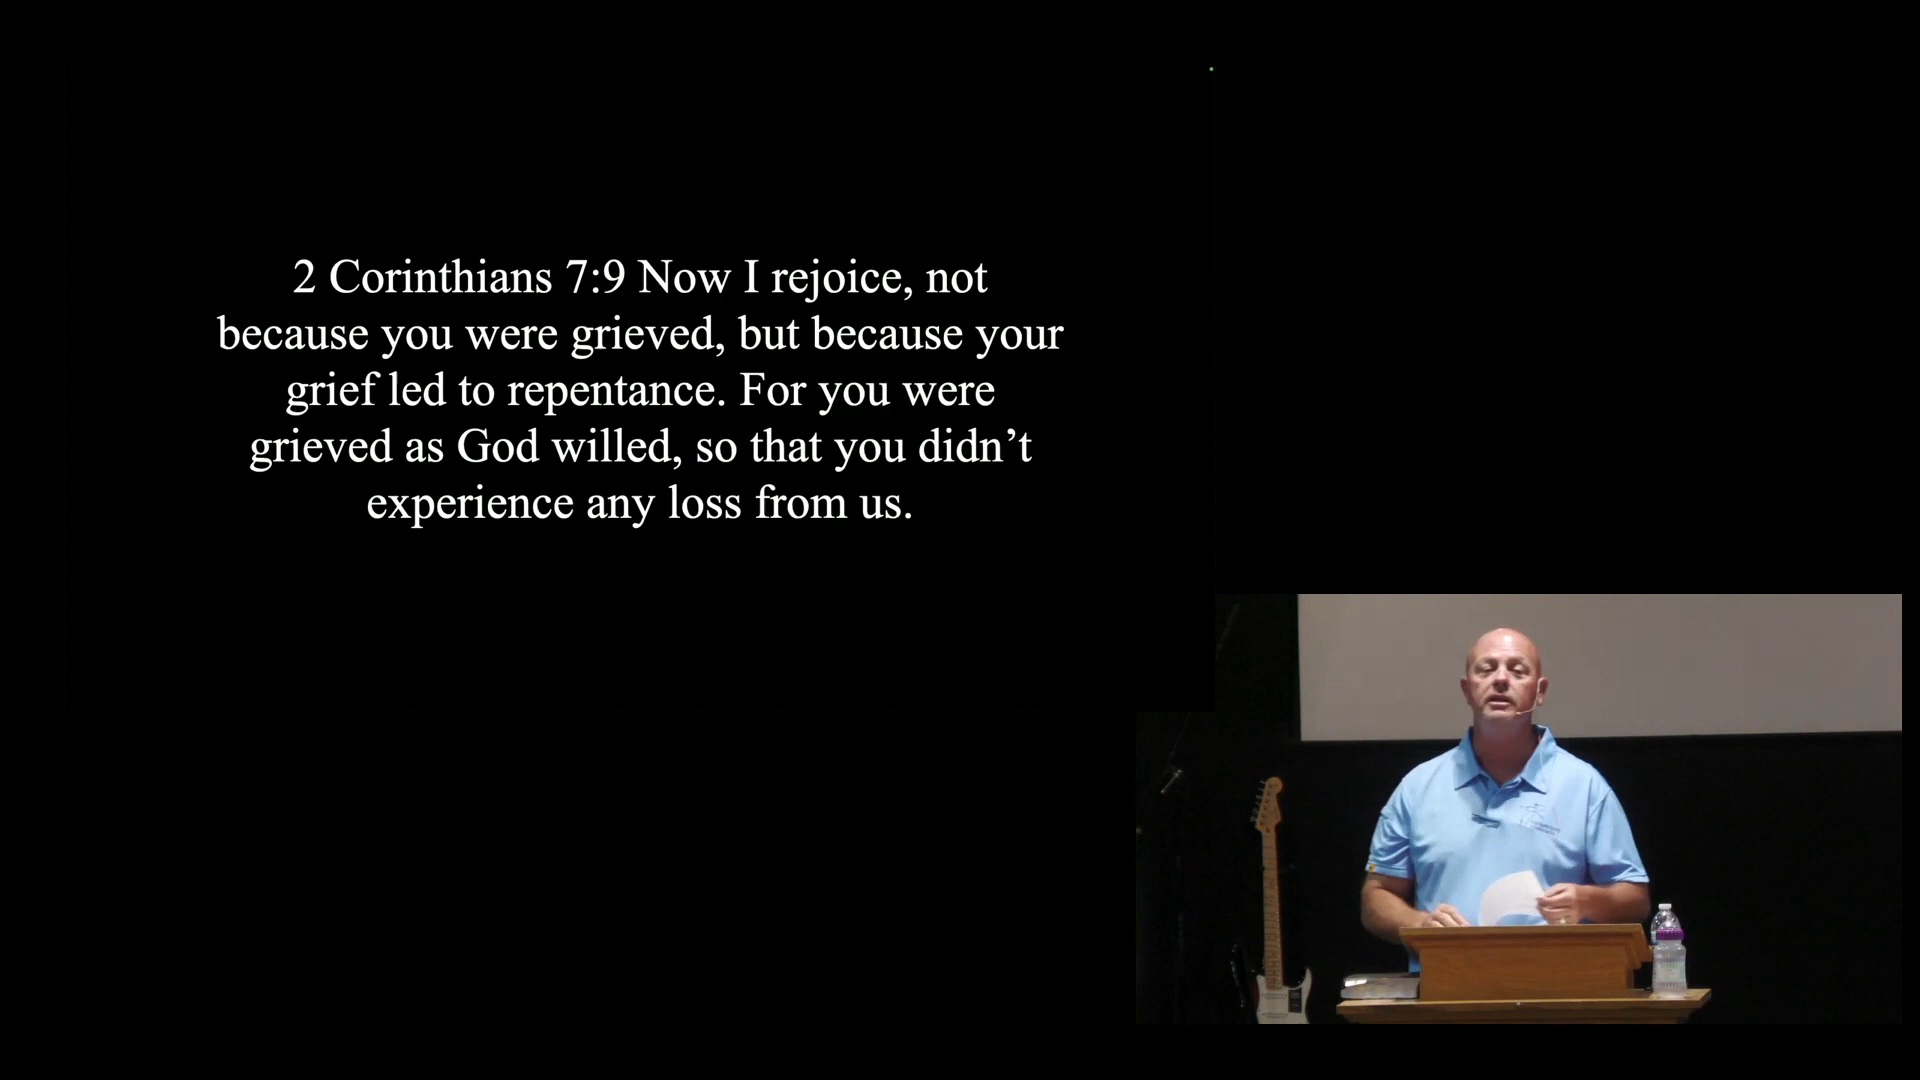 2 Corinthians 7:9 Now I rejoice, not
because you were grieved, but because your
grief led to repentance. For you were
grieved as God willed, so that you didn’t
experience any loss from us.